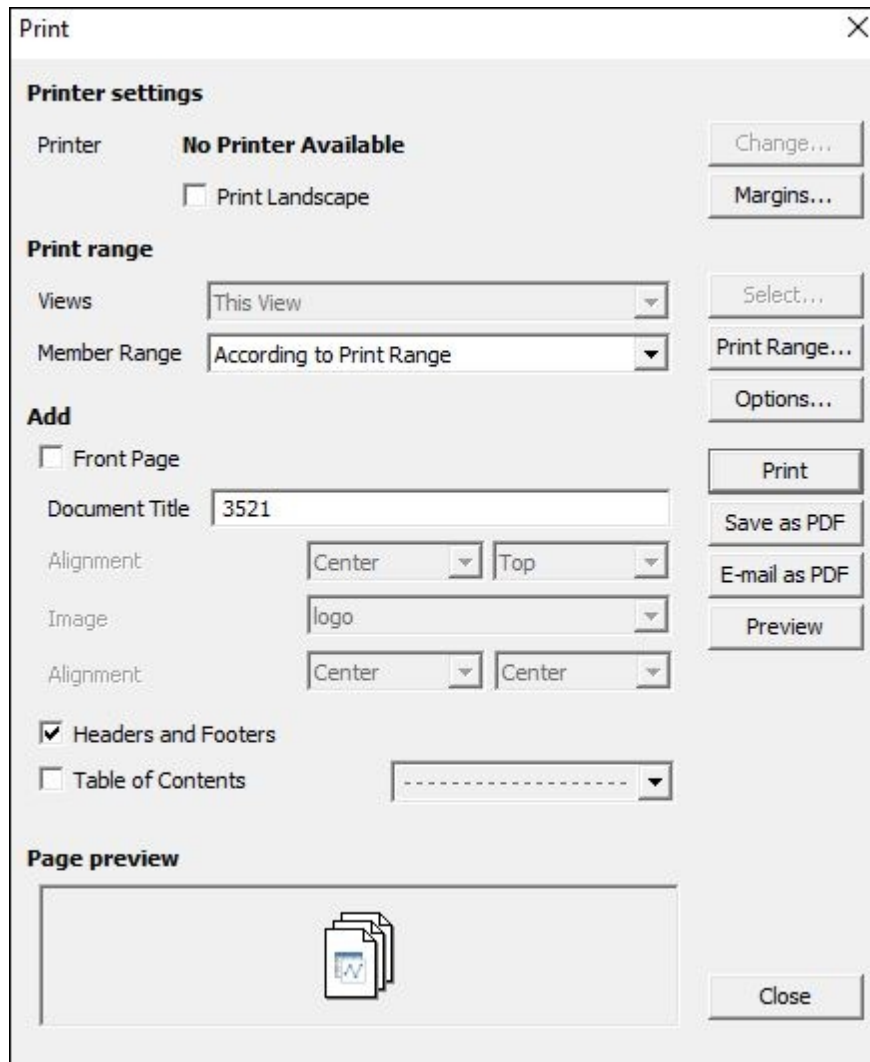 Print
Printer settings
Printer No Printer Available Change...
Print Landscape Margins...
Print range
Views This View Select...
Member Range According to Print Range Print Range...
Options...
Add
Front Page
Print
Document Title 3521
Save as PDF
Alignment Center Top
E-mail as PDF
Image logo
Preview
Alignment Center Center
Headers and Footers
Table of Contents -------------------
Page preview
Close